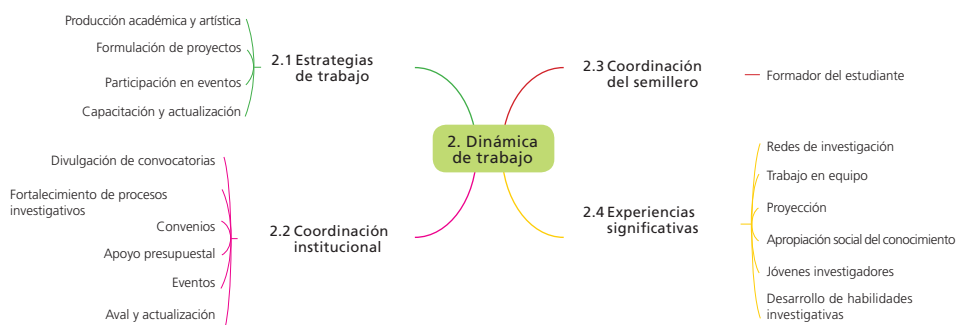 2. Dinámica
de trabajo
2.1 Estrategias
de trabajo
Producción académica y artística
Formulación de proyectos
Participación en eventos
Capacitación y actualización
2.2 Coordinación
institucional
Divulgación de convocatorias
Fortalecimiento de procesos
investigativos
Convenios
Apoyo presupuestal
Eventos
Aval y actualización
2.3 Coordinación
del semillero
Formador del estudiante
2.4 Experiencias
significativas
Redes de investigación
Trabajo en equipo
Proyección
Apropiación social del conocimiento
Jóvenes investigadores
Desarrollo de habilidades
investigativas